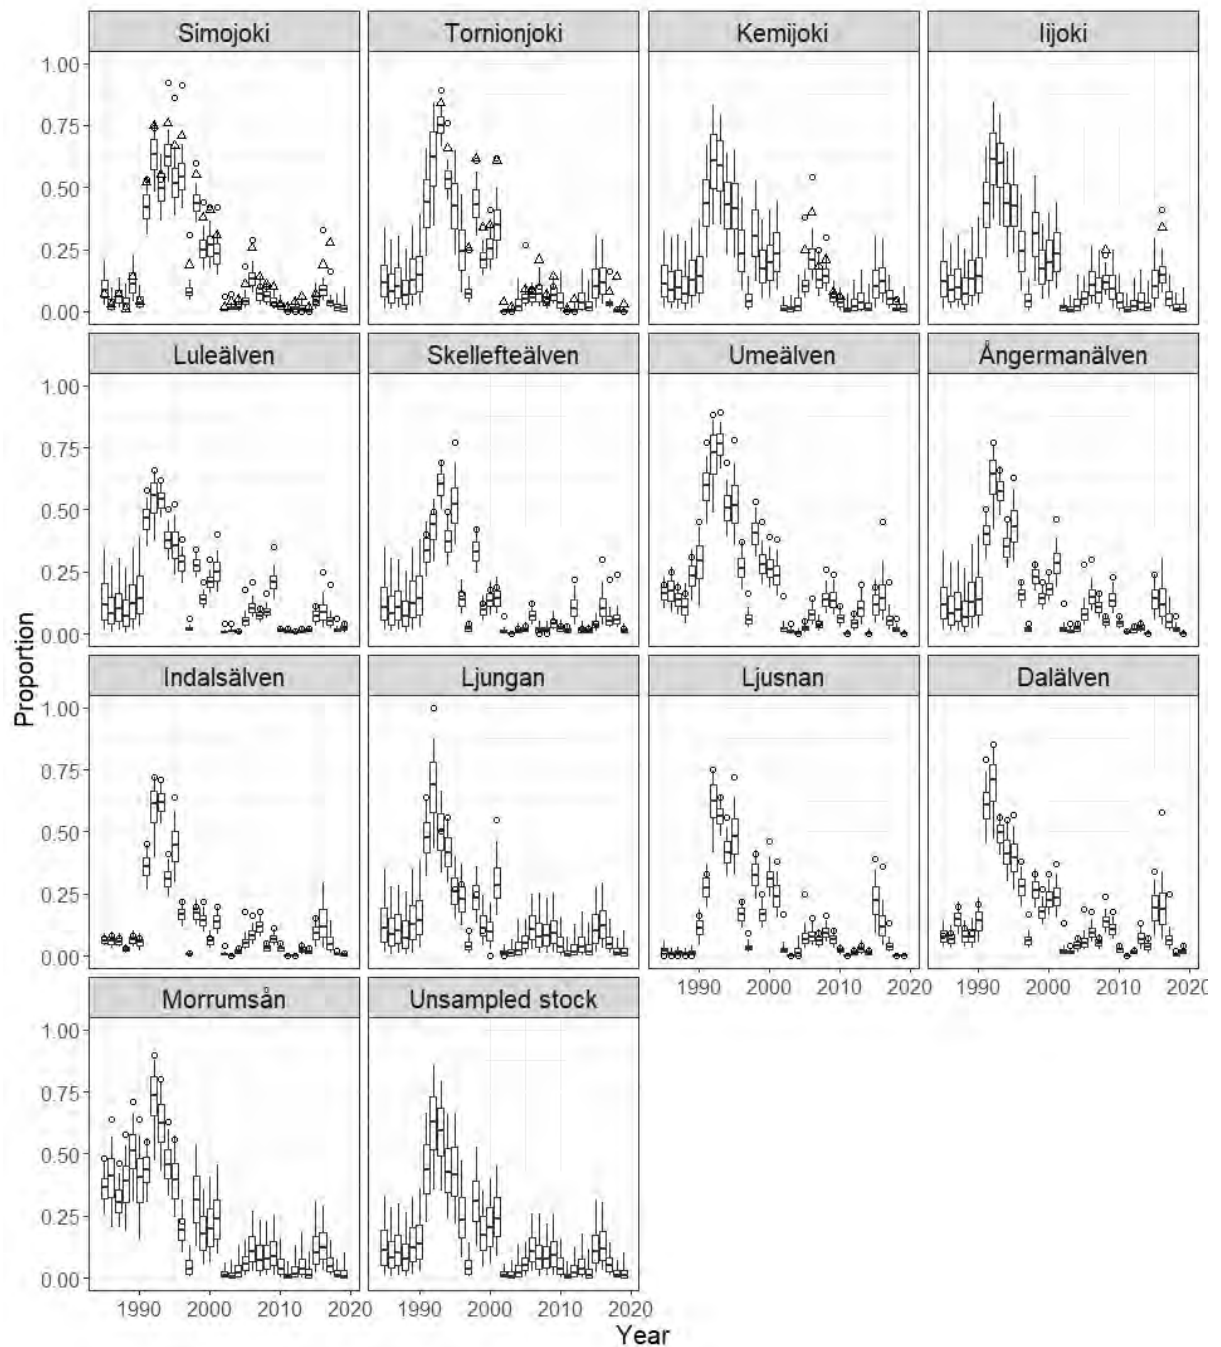 Simojoki Tornionjoki Kemijoki Iijoki
1.00
0.75
0.50
0.25
0.00
Luleälven Skellefteälven Umeälven Ångermanälven
1.00
0.75
0.50
0.25
0.00
Indalsälven Ljungan Ljusnan Dalälven
1.00
0.75
0.50
0.25
0.00
1990 2000 2010 2020 1990 2000 2010 2020
Morrumsån Unsampled stock
1.00
0.75
0.50
0.25
0.00
1990 2000 2010 2020 1990 2000 2010 2020
Proportion
Year